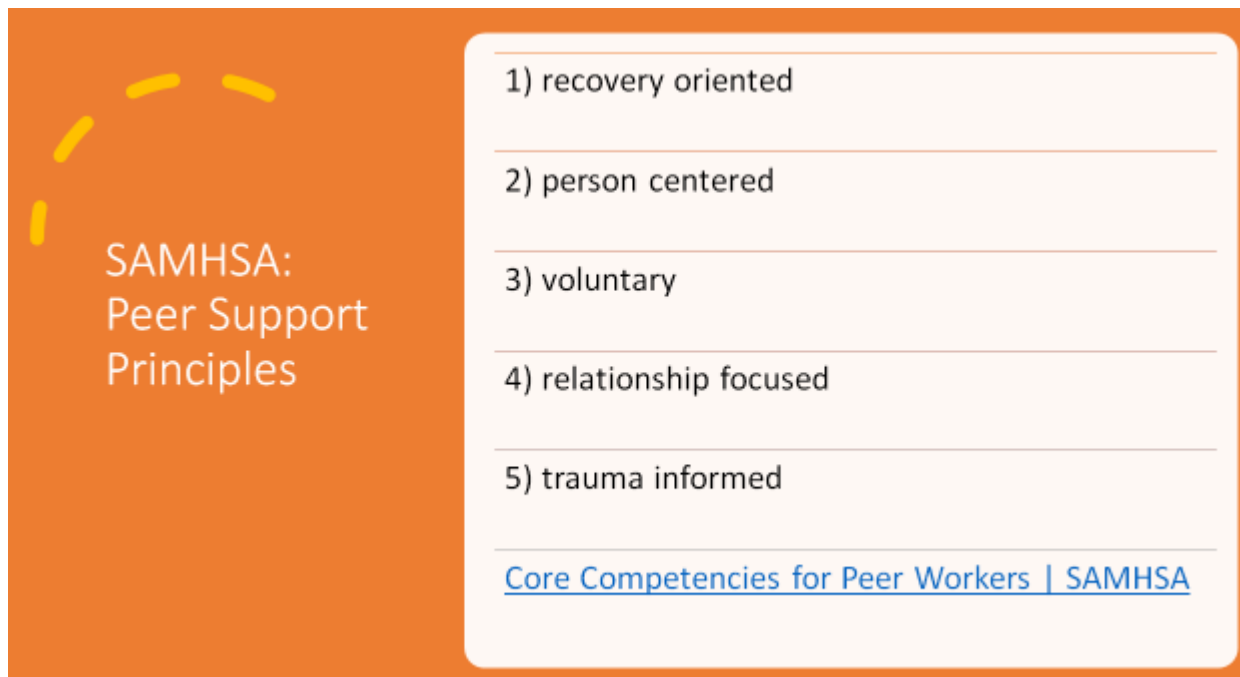 SAMHSA:
Peer Support
Principles
1) recovery oriented
2) person centered
3) voluntary
4) relationship focused
5) trauma informed
Core Competencies for Peer Workers | SAMHSA